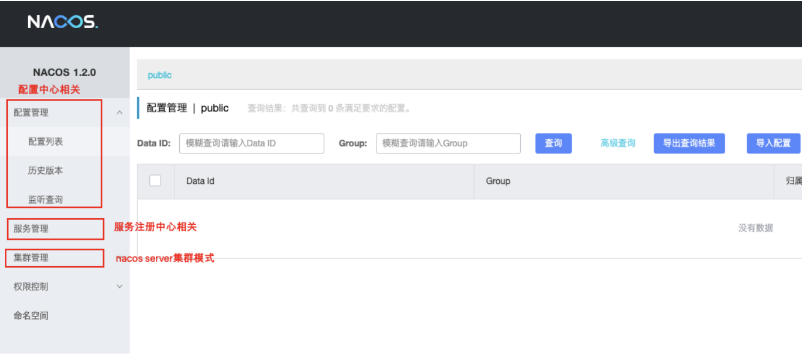 NACOS.
NACOS 1.2.0
配置中心相关
配置管理
配置列表
历史版本
监听查询
服务管理
服务注册中心相关
集群管理
nacos server集群模式
权限控制
命名空间
public
配置管理 | public 查询结果：共查询到 0 条满足要求的配置。
Data ID: 模糊查询请输入Data ID Group: 模糊查询请输入Group 查询 高级查询 导出查询结果 导入配置
Data Id Group 归属
没有数据